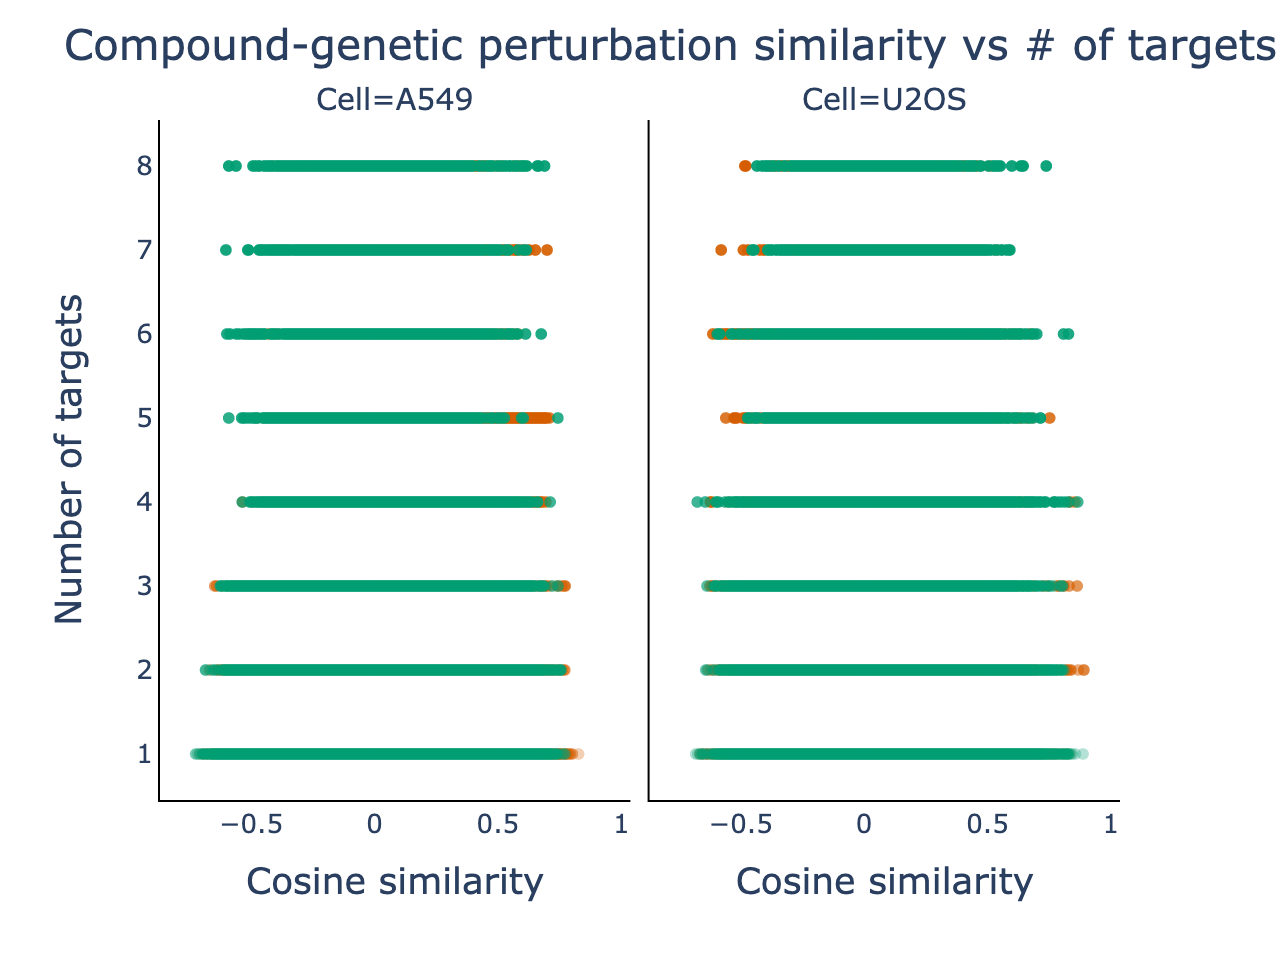 Compound-genetic perturbation similarity vs # of targets
Cell=A549
Cell=U2OS
Number of targets
8
7
6
5
4
3
2
1
−0.5 0 0.5 1
−0.5 0 0.5 1
Cosine similarity
Cosine similarity